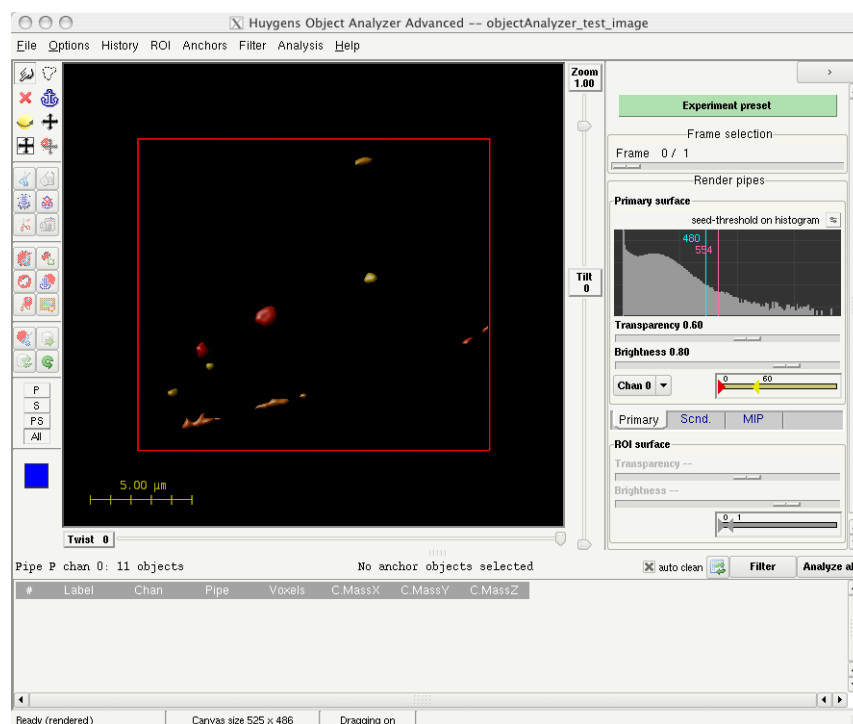 Huygens Object Analyzer Advanced -- objectAnalyzer_test_image
File Options History ROI Anchors Filter Analysis Help
Zoom
1.00
>
Experiment preset
Frame selection
Frame 0 / 1
Render pipes
Primary surface
seed-threshold on histogram
480
554
Tilt
0
Transparency 0.60
Brightness 0.80
Chan 0
0 60
P
S
PS
All
Primary Scnd. MIP
ROI surface
Transparency --
Brightness --
0 1
5.00 µm
Twist 0
Pipe P chan 0: 11 objects No anchor objects selected auto clean Filter Analyze al
# Label Chan Pipe Voxels C.MassX C.MassY C.MassZ
Ready (rendered) Canvas size 525 x 486 Dragging on